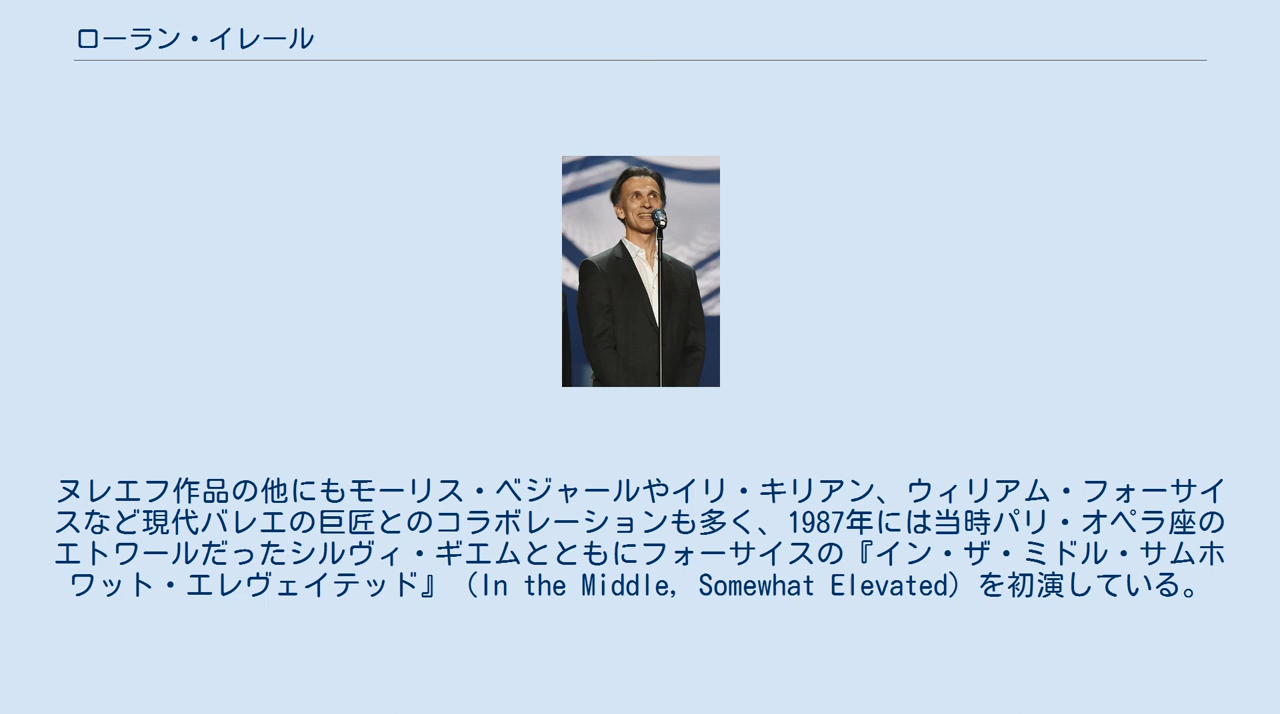 ローラン・イレール
ヌレエフ作品の他にもモーリス・ベジャールやイリ・キリアン、ウィリアム・フォーサイ
スなど現代バレエの巨匠とのコラボレーションも多く、1987年には当時パリ・オペラ座の
エトワールだったシルヴィ・ギエムとともにフォーサイスの『イン・ザ・ミドル・サムホ
ワット・エレヴェイテッド』（In the Middle, Somewhat Elevated）を初演している。